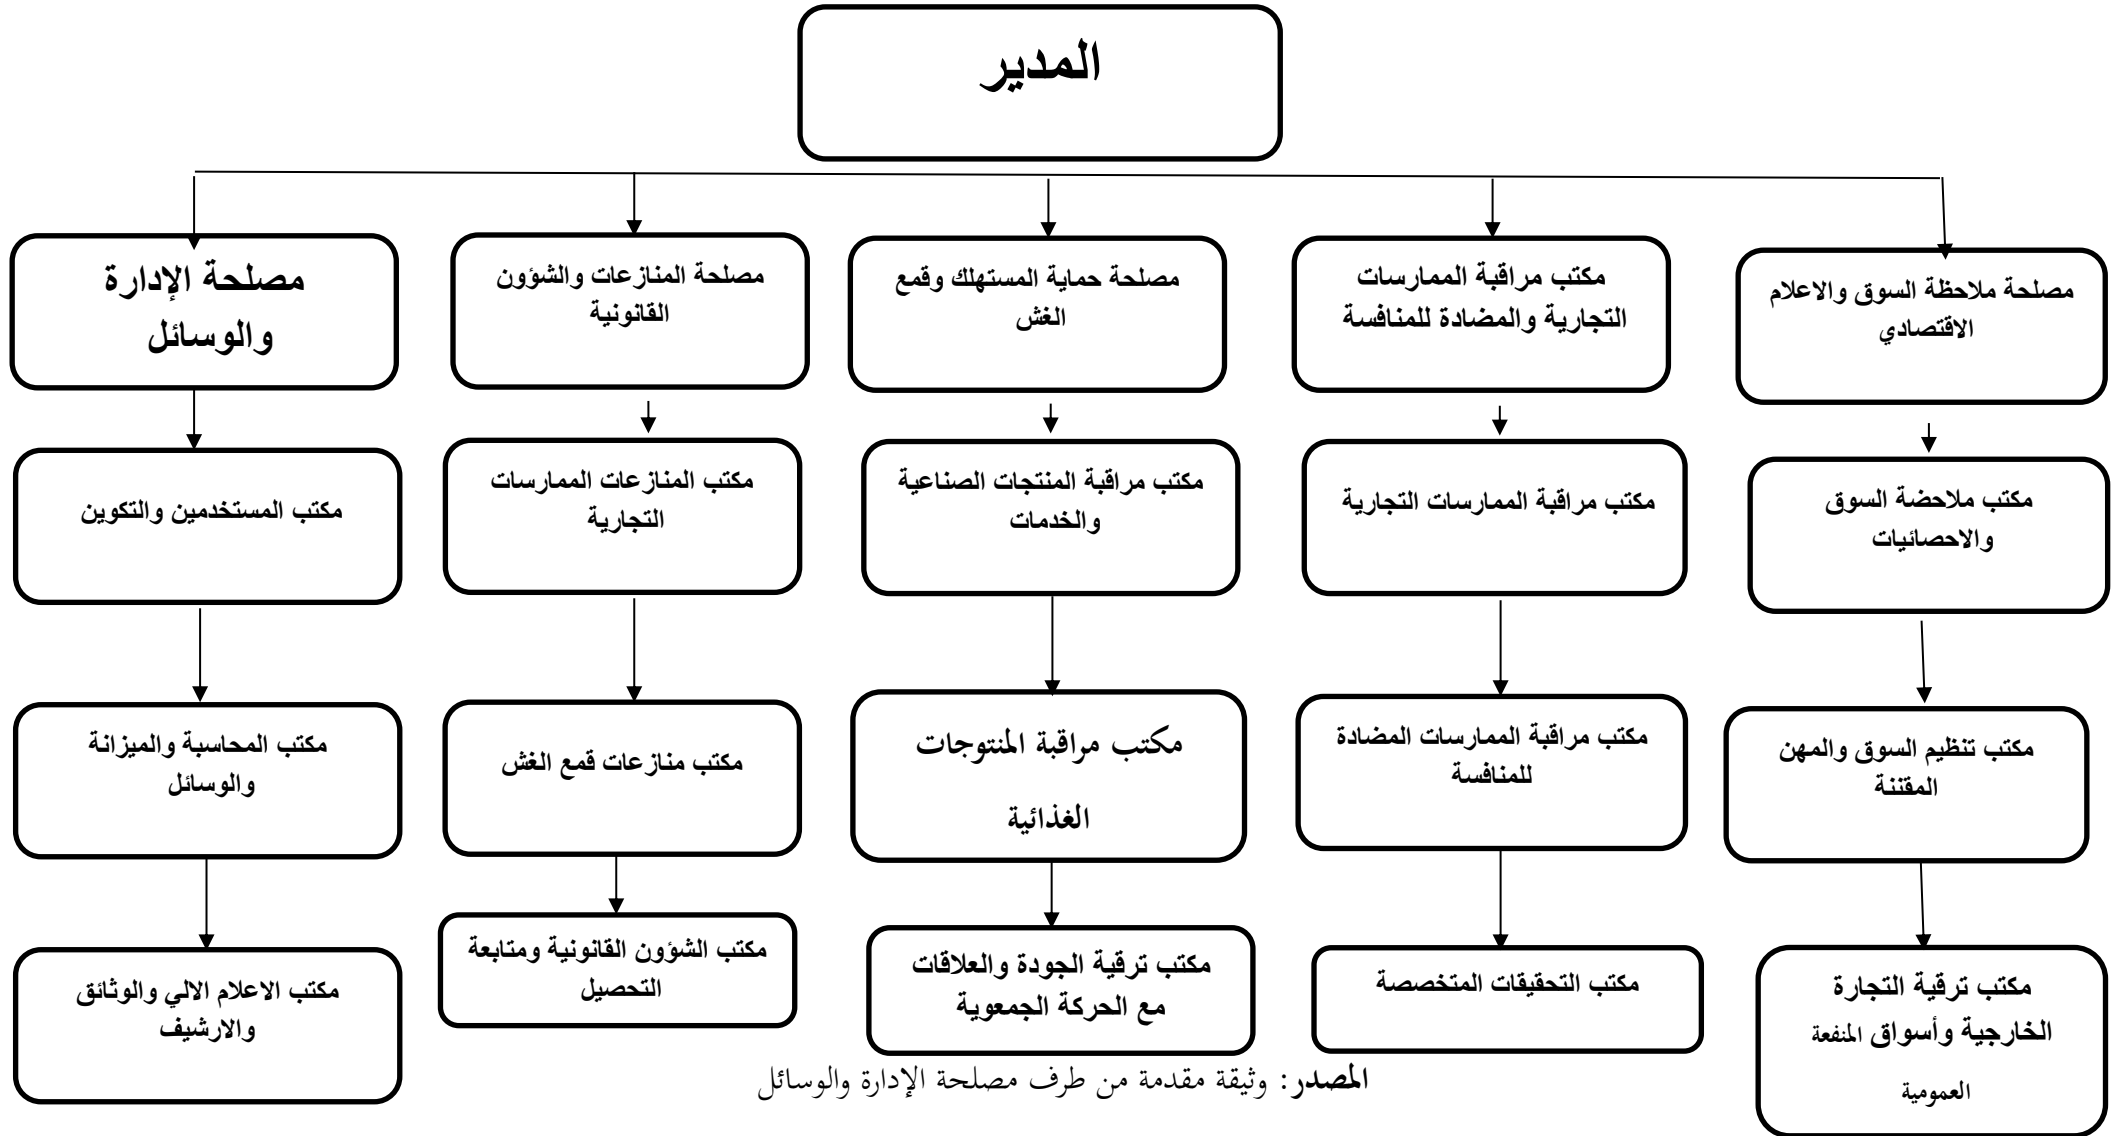 المدير
مصلحة ملاحظة السوق والاعلام
الاقتصادي
مكتب مراقبة الممارسات
التجارية والمضادة للمنافسة
مصلحة حماية المستهلك وقمع
الغش
مصلحة المنازعات والشؤون
القانونية
مصلحة الإدارة
والوسائل
مكتب ملاحضة السوق
والاحصائيات
مكتب مراقبة الممارسات التجارية
مكتب مراقبة المنتجات الصناعية
والخدمات
مكتب المنازعات الممارسات
التجارية
مكتب المستخدمين والتكوين
مكتب تنظيم السوق والمهن
المقتننة
مكتب مراقبة الممارسات المضادة
للمنافسة
مكتب مراقبة المنتوجات
الغذائية
مكتب منازعات قمع الغش
مكتب المحاسبة والميزانة
والوسائل
مكتب ترقية التجارة
الخارجية وأسواق المنفعة
العمومية
مكتب التحقيقات المتخصصة
مكتب ترقية الجودة والعلاقات
مع الحركة الجمعوية
مكتب الشؤون القانونية ومتابعة
التحصيل
مكتب الاعلام الالي والوثائق
والارشيف
المصدر: وثيقة مقدمة من طرف مصلحة الإدارة والوسائل